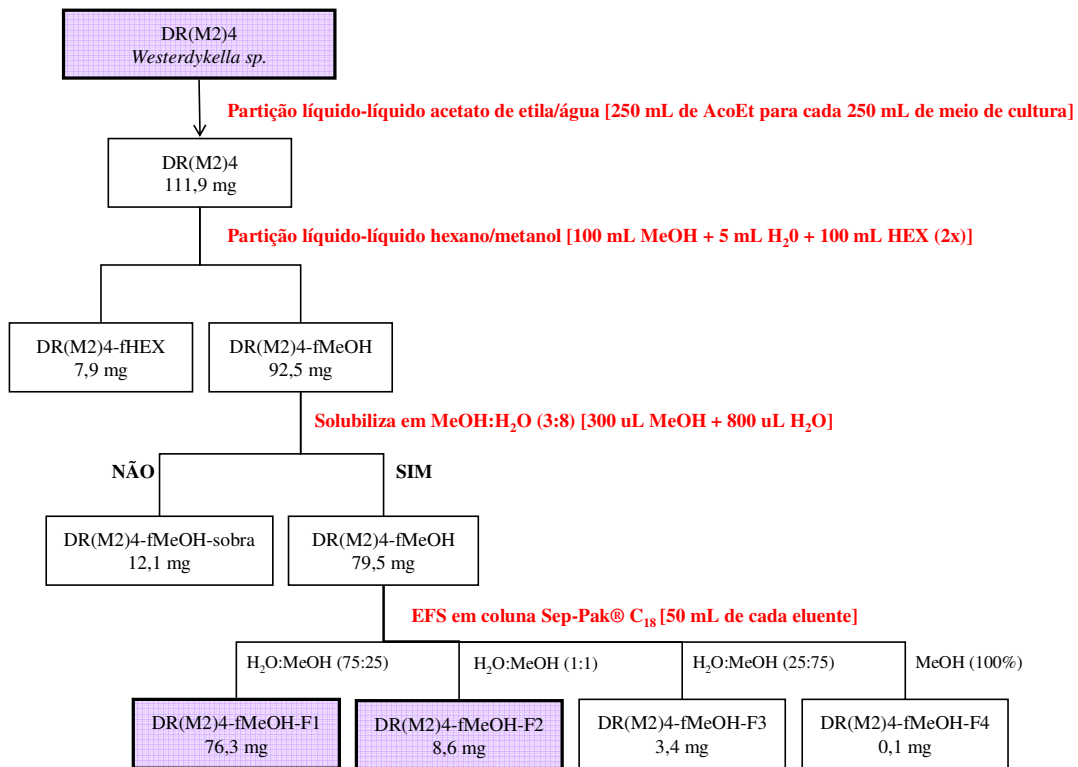 DR(M2)4
Westerdykella sp.
Partição líquido-líquido acetato de etila/água [250 mL de AcoEt para cada 250 mL de meio de cultura]
DR(M2)4
111,9 mg
Partição líquido-líquido hexano/metanol [100 mL MeOH + 5 mL H₂0 + 100 mL HEX (2x)]
DR(M2)4-fHEX
7,9 mg
DR(M2)4-fMeOH
92,5 mg
Solubiliza em MeOH:H₂O (3:8) [300 uL MeOH + 800 uL H₂O]
NÃO
SIM
DR(M2)4-fMeOH-sobra
12,1 mg
DR(M2)4-fMeOH
79,5 mg
EFS em coluna Sep-Pak® C₁₈ [50 mL de cada eluente]
H₂O:MeOH (75:25)
H₂O:MeOH (1:1)
H₂O:MeOH (25:75)
MeOH (100%)
DR(M2)4-fMeOH-F1
76,3 mg
DR(M2)4-fMeOH-F2
8,6 mg
DR(M2)4-fMeOH-F3
3,4 mg
DR(M2)4-fMeOH-F4
0,1 mg